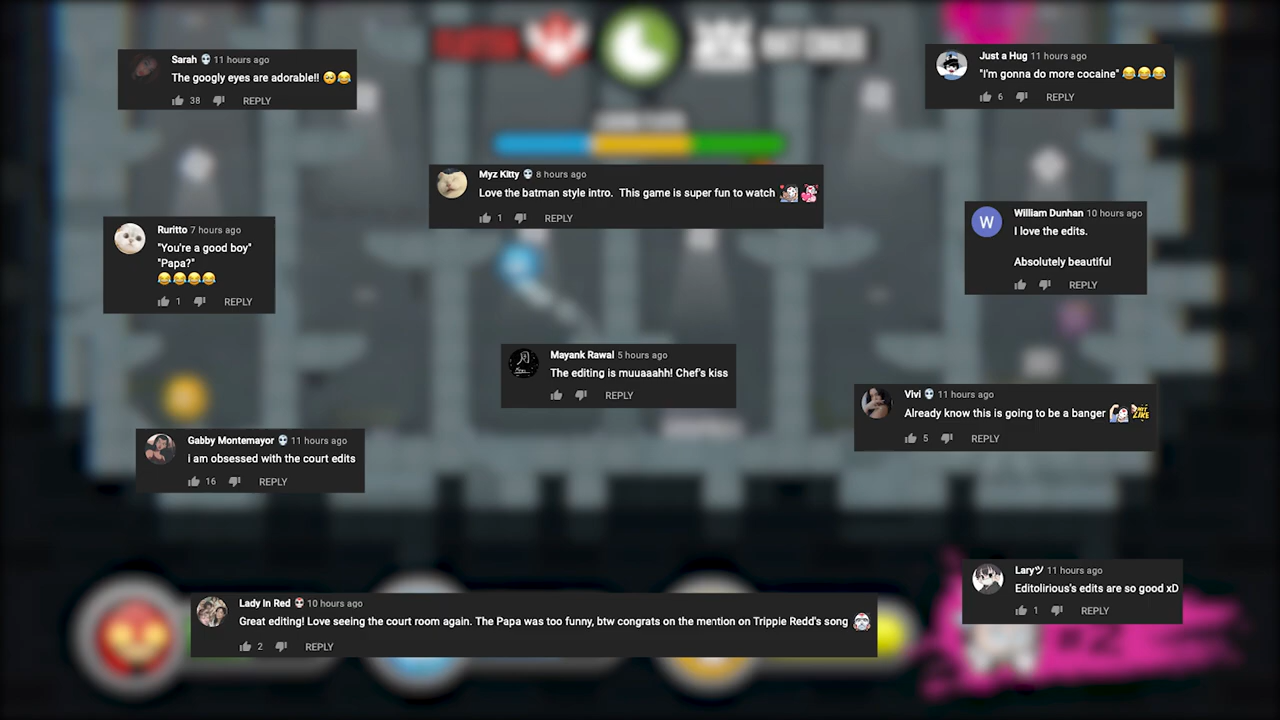 Sarah 11 hours ago
The googly eyes are adorable!! 🥺😂
38 REPLY
Just a Hug 11 hours ago
"I'm gonna do more cocaine" 😂😂😂
6 REPLY
Myz Kitty 8 hours ago
Love the batman style intro. This game is super fun to watch
1 REPLY
William Dunhan 10 hours ago
W
I love the edits.
Absolutely beautiful
REPLY
Ruritto 7 hours ago
"You're a good boy"
"Papa?"
😂😂😂😂
1 REPLY
Mayank Rawal 5 hours ago
The editing is muuaaahh! Chef's kiss
REPLY
Vivi 11 hours ago
Already know this is going to be a banger
5 REPLY
Gabby Montemayor 11 hours ago
i am obsessed with the court edits
16 REPLY
Laryツ 11 hours ago
Editolirious's edits are so good xD
1 REPLY
Lady In Red 10 hours ago
Great editing! Love seeing the court room again. The Papa was too funny, btw congrats on the mention on Trippie Redd's song
2 REPLY
#2